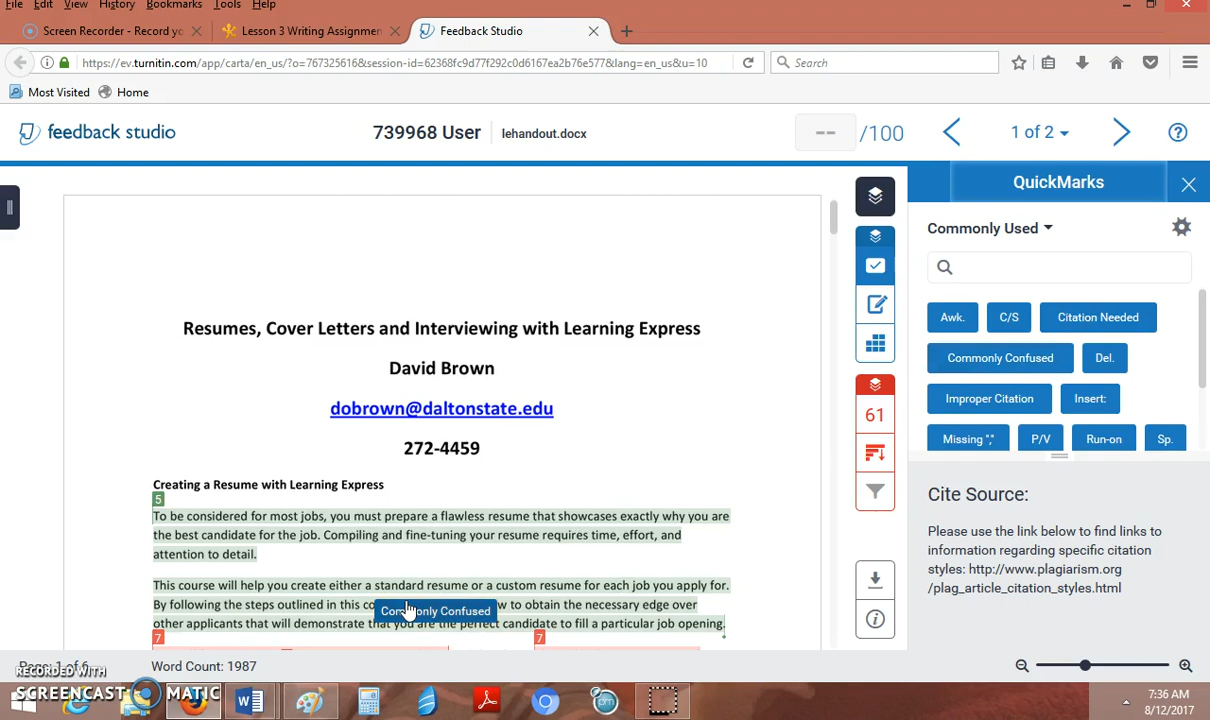 File Edit View History Bookmarks Tools Help
Screen Recorder - Record yo Lesson 3 Writing Assignmen Feedback Studio
https://ev.turnitin.com/app/carta/en_us/?o=767325616&session-id=62368fc9d77f292c0d6167ea2b76e577&lang=en_us&u=10 Search
Most Visited Home
feedback studio 739968 User lehandout.docx -- /100 1 of 2
QuickMarks
Commonly Used
Resumes, Cover Letters and Interviewing with Learning Express
David Brown
dobrown@daltonstate.edu
272-4459
Creating a Resume with Learning Express
5
To be considered for most jobs, you must prepare a flawless resume that showcases exactly why you are
the best candidate for the job. Compiling and fine-tuning your resume requires time, effort, and
attention to detail.
This course will help you create either a standard resume or a custom resume for each job you apply for.
By following the steps outlined in this co Commonly Confused w to obtain the necessary edge over
other applicants that will demonstrate that you are the perfect candidate to fill a particular job opening.
7 7
61
Awk. C/S Citation Needed
Commonly Confused Del.
Improper Citation Insert:
Missing "," P/V Run-on Sp.
Cite Source:
Please use the link below to find links to
information regarding specific citation
styles: http://www.plagiarism.org
/plag_article_citation_styles.html
Page 1 of 6 Word Count: 1987
RECORDED WITH
SCREENCAST MATIC
7:36 AM
8/12/2017